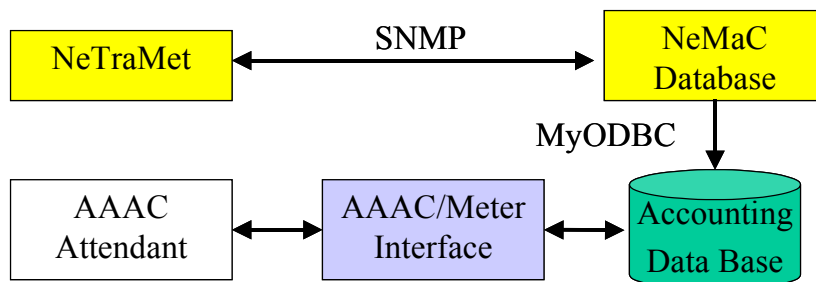 SNMP
NeTraMet
NeMaC
Database
MyODBC
AAAC
Attendant
AAAC/Meter
Interface
Accounting
Data Base